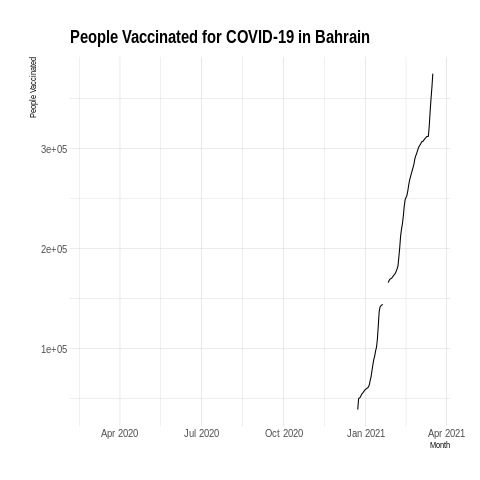 People Vaccinated for COVID-19 in Bahrain
People Vaccinated
3e+05
2e+05
1e+05
Apr 2020 Jul 2020 Oct 2020 Jan 2021 Apr 2021
Month